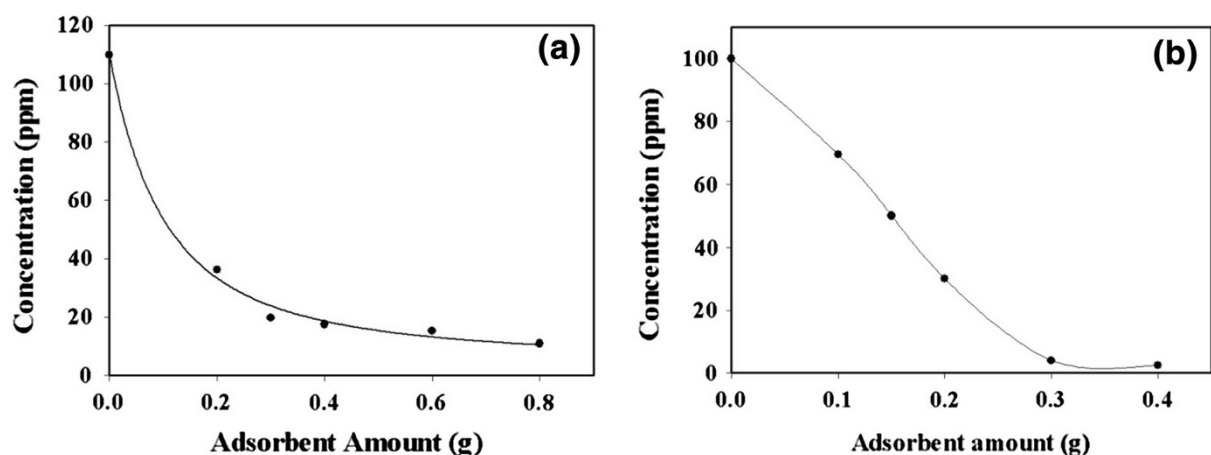 (a)
Concentration (ppm)
120
100
80
60
40
20
0
0.0 0.2 0.4 0.6 0.8
Adsorbent Amount (g)
(b)
Concentration (ppm)
100
80
60
40
20
0
0.0 0.1 0.2 0.3 0.4
Adsorbent amount (g)